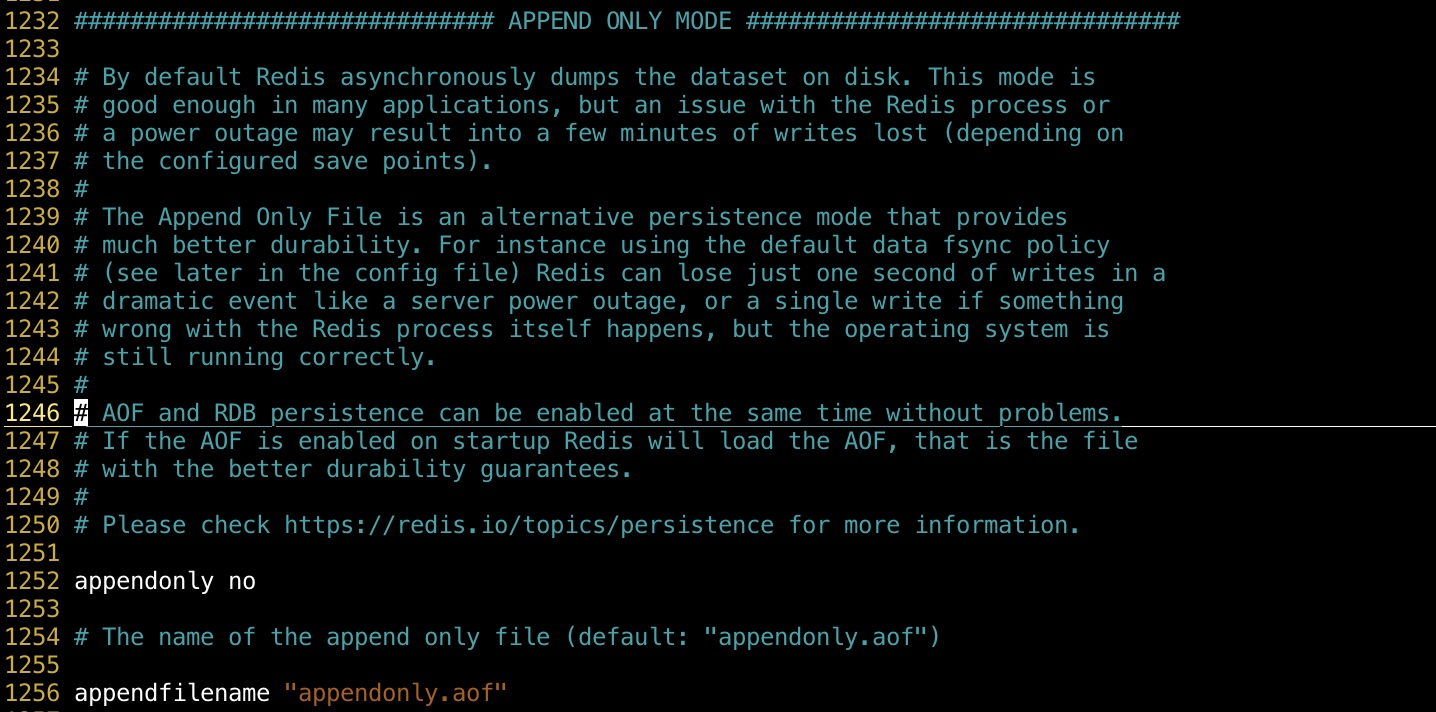 1232 ############################## APPEND ONLY MODE ###############################
1233
1234 # By default Redis asynchronously dumps the dataset on disk. This mode is
1235 # good enough in many applications, but an issue with the Redis process or
1236 # a power outage may result into a few minutes of writes lost (depending on
1237 # the configured save points).
1238 #
1239 # The Append Only File is an alternative persistence mode that provides
1240 # much better durability. For instance using the default data fsync policy
1241 # (see later in the config file) Redis can lose just one second of writes in a
1242 # dramatic event like a server power outage, or a single write if something
1243 # wrong with the Redis process itself happens, but the operating system is
1244 # still running correctly.
1245 #
1246 # AOF and RDB persistence can be enabled at the same time without problems.
1247 # If the AOF is enabled on startup Redis will load the AOF, that is the file
1248 # with the better durability guarantees.
1249 #
1250 # Please check https://redis.io/topics/persistence for more information.
1251
1252 appendonly no
1253
1254 # The name of the append only file (default: "appendonly.aof")
1255
1256 appendfilename "appendonly.aof"